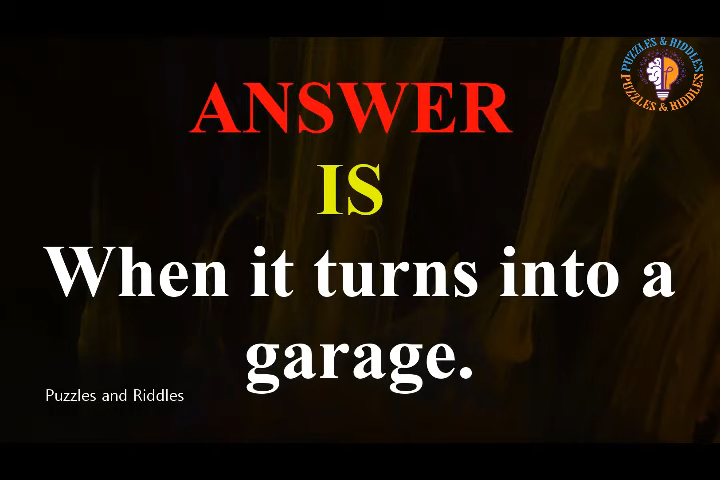 PUZZLES & RIDDLES
PUZZLES & RIDDLES
ANSWER
IS
When it turns into a
garage.
Puzzles and Riddles